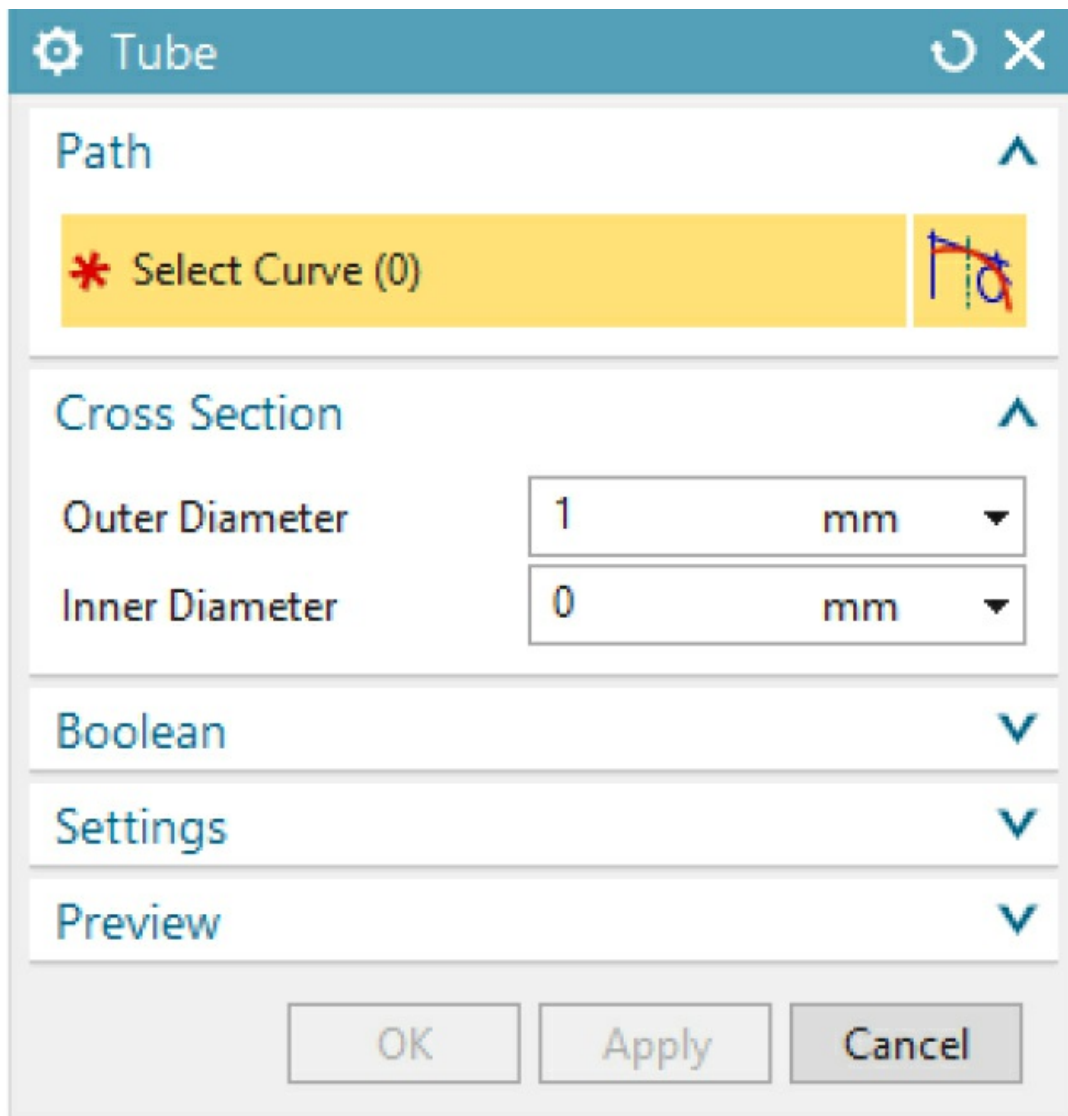 Tube
Path
* Select Curve (0)
Cross Section
Outer Diameter 1 mm
Inner Diameter 0 mm
Boolean
Settings
Preview
OK Apply Cancel